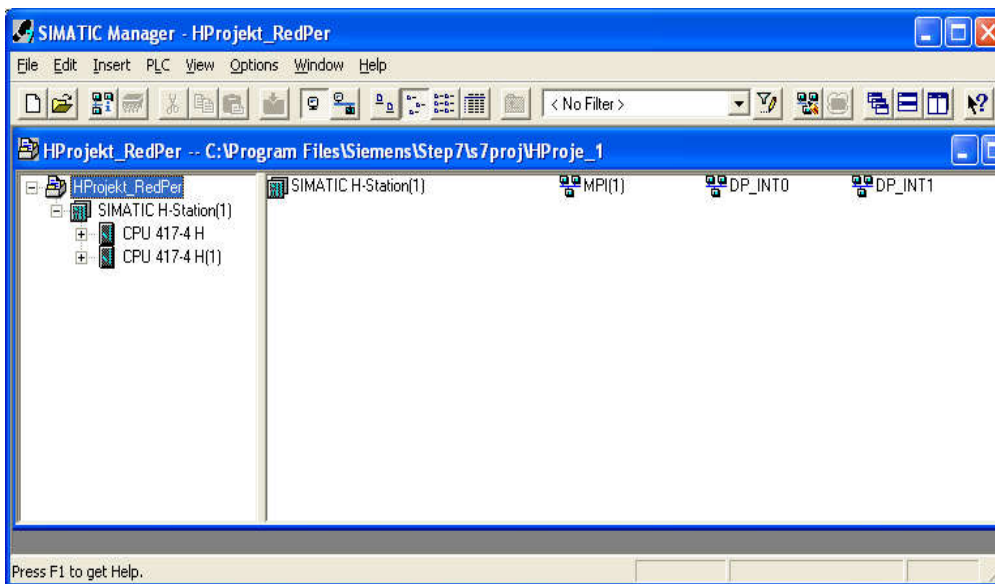 SIMATIC Manager - HProjekt_RedPer
File Edit Insert PLC View Options Window Help
< No Filter >
HProjekt_RedPer -- C:\Program Files\Siemens\Step7\s7proj\HProje_1
HProjekt_RedPer
SIMATIC H-Station(1)
CPU 417-4 H
CPU 417-4 H(1)
SIMATIC H-Station(1) MPI(1) DP_INT0 DP_INT1
Press F1 to get Help.